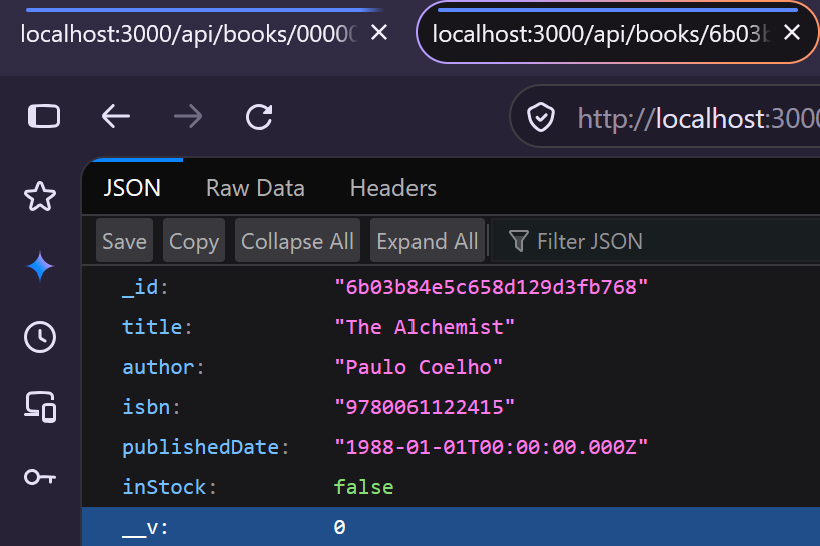 localhost:3000/api/books/00000
localhost:3000/api/books/6b03b
http://localhost:3000
JSON Raw Data Headers
Save Copy Collapse All Expand All Filter JSON
_id: "6b03b84e5c658d129d3fb768"
title: "The Alchemist"
author: "Paulo Coelho"
isbn: "9780061122415"
publishedDate: "1988-01-01T00:00:00.000Z"
inStock: false
__v: 0